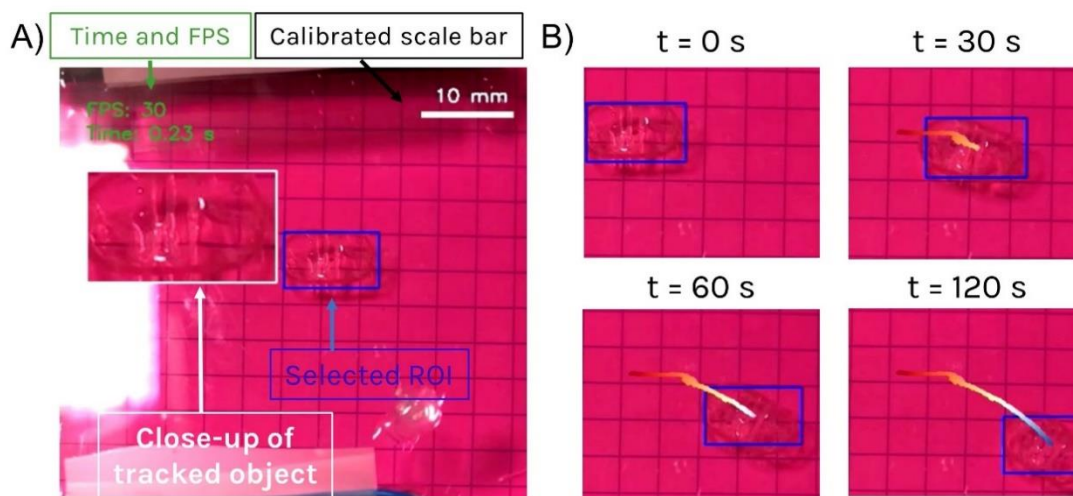 A)
Time and FPS
Calibrated scale bar
FPS: 30
Time: 0.23 s
10 mm
Selected ROI
Close-up of
tracked object
B)
t = 0 s
t = 30 s
t = 60 s
t = 120 s